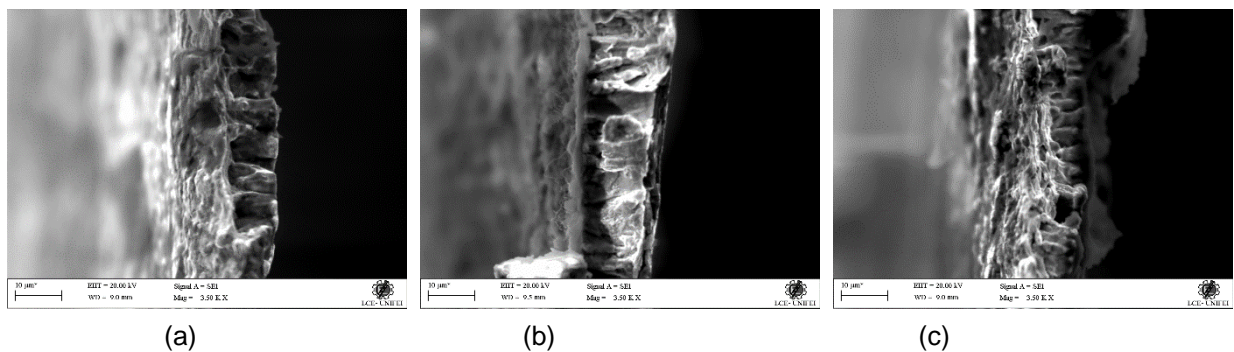 10 µm*
EHT = 20.00 kV
Signal A = SE1
WD = 9.0 mm
Mag = 3.50 K X
LCE- UNIFEI
10 µm*
EHT = 20.00 kV
Signal A = SE1
WD = 9.5 mm
Mag = 3.50 K X
LCE- UNIFEI
10 µm*
EHT = 20.00 kV
Signal A = SE1
WD = 9.0 mm
Mag = 3.50 K X
LCE- UNIFEI
(a)
(b)
(c)